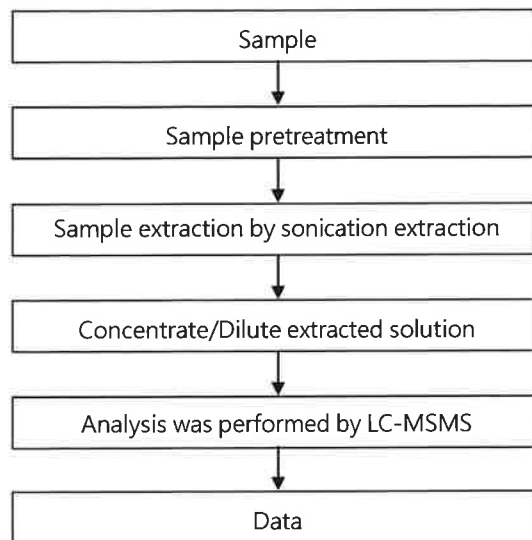 Sample
Sample pretreatment
Sample extraction by sonication extraction
Concentrate/Dilute extracted solution
Analysis was performed by LC-MSMS
Data